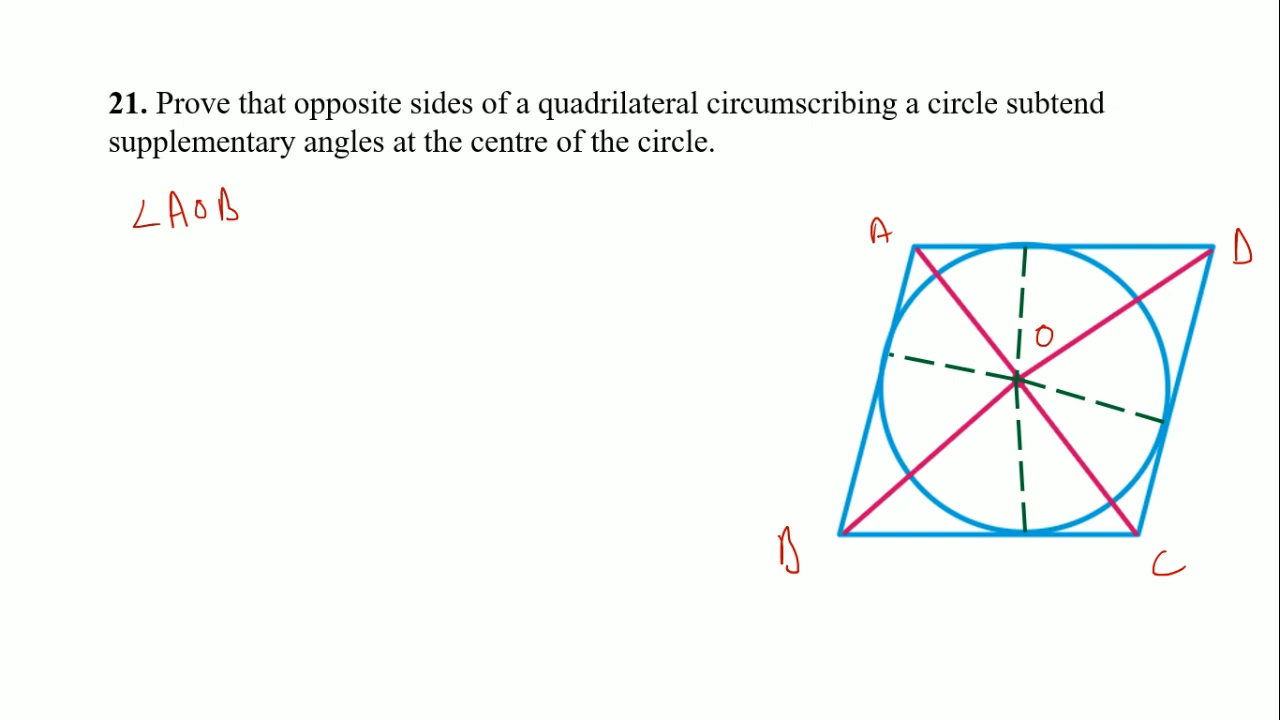 21. Prove that opposite sides of a quadrilateral circumscribing a circle subtend
supplementary angles at the centre of the circle.
∠AOB
A
D
O
B
C